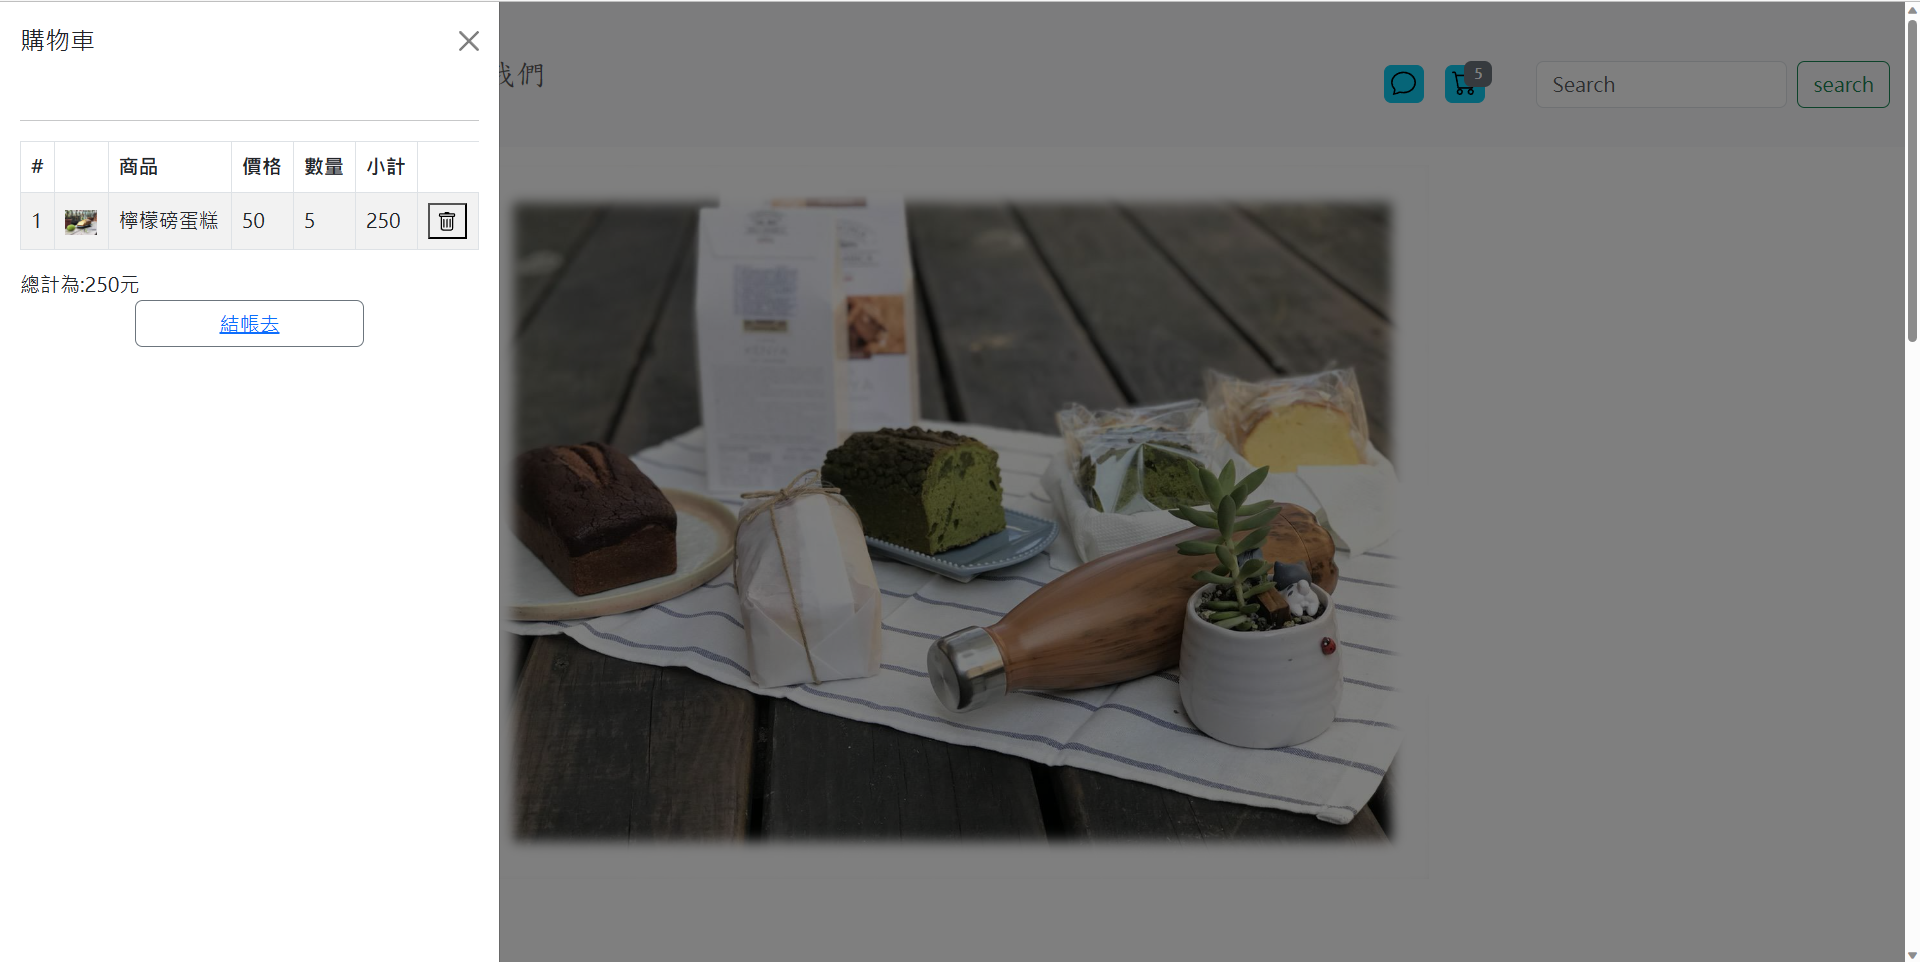 購物車
我們
5
Search
search
# 商品 價格 數量 小計
1 檸檬磅蛋糕 50 5 250
總計為:250元
結帳去